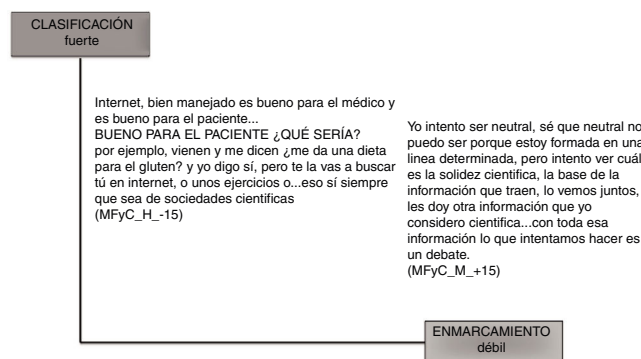 CLASIFICACIÓN
fuerte
Internet, bien manejado es bueno para el médico y
es bueno para el paciente...
BUENO PARA EL PACIENTE ¿QUÉ SERÍA?
por ejemplo, vienen y me dicen ¿me da una dieta
para el gluten? y yo digo sí, pero te la vas a buscar
tú en internet, o unos ejercicios o...eso sí siempre
que sea de sociedades cientificas
(MFyC_H_-15)
Yo intento ser neutral, sé que neutral no
puedo ser porque estoy formada en una
linea determinada, pero intento ver cuál
es la solidez cientifica, la base de la
información que traen, lo vemos juntos,
les doy otra información que yo
considero cientifica...con toda esa
información lo que intentamos hacer es
un debate.
(MFyC_M_+15)
ENMARCAMIENTO
débil